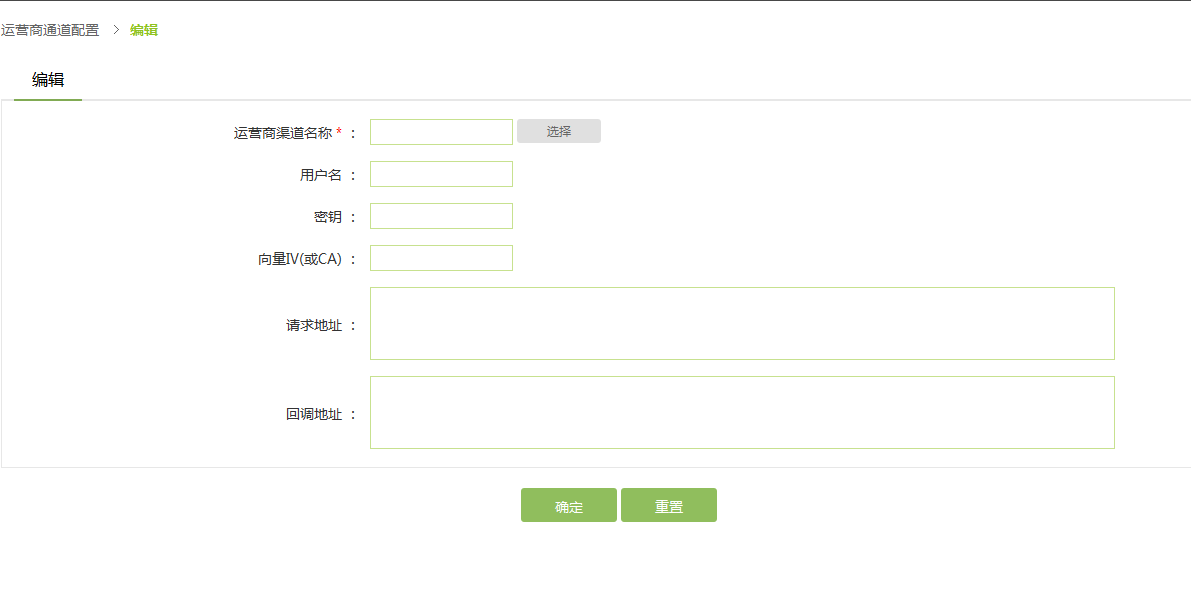 运营商通道配置 > 编辑
编辑
运营商渠道名称 * ： 选择
用户名 ：
密钥 ：
向量IV(或CA) ：
请求地址 ：
回调地址 ：
确定 重置